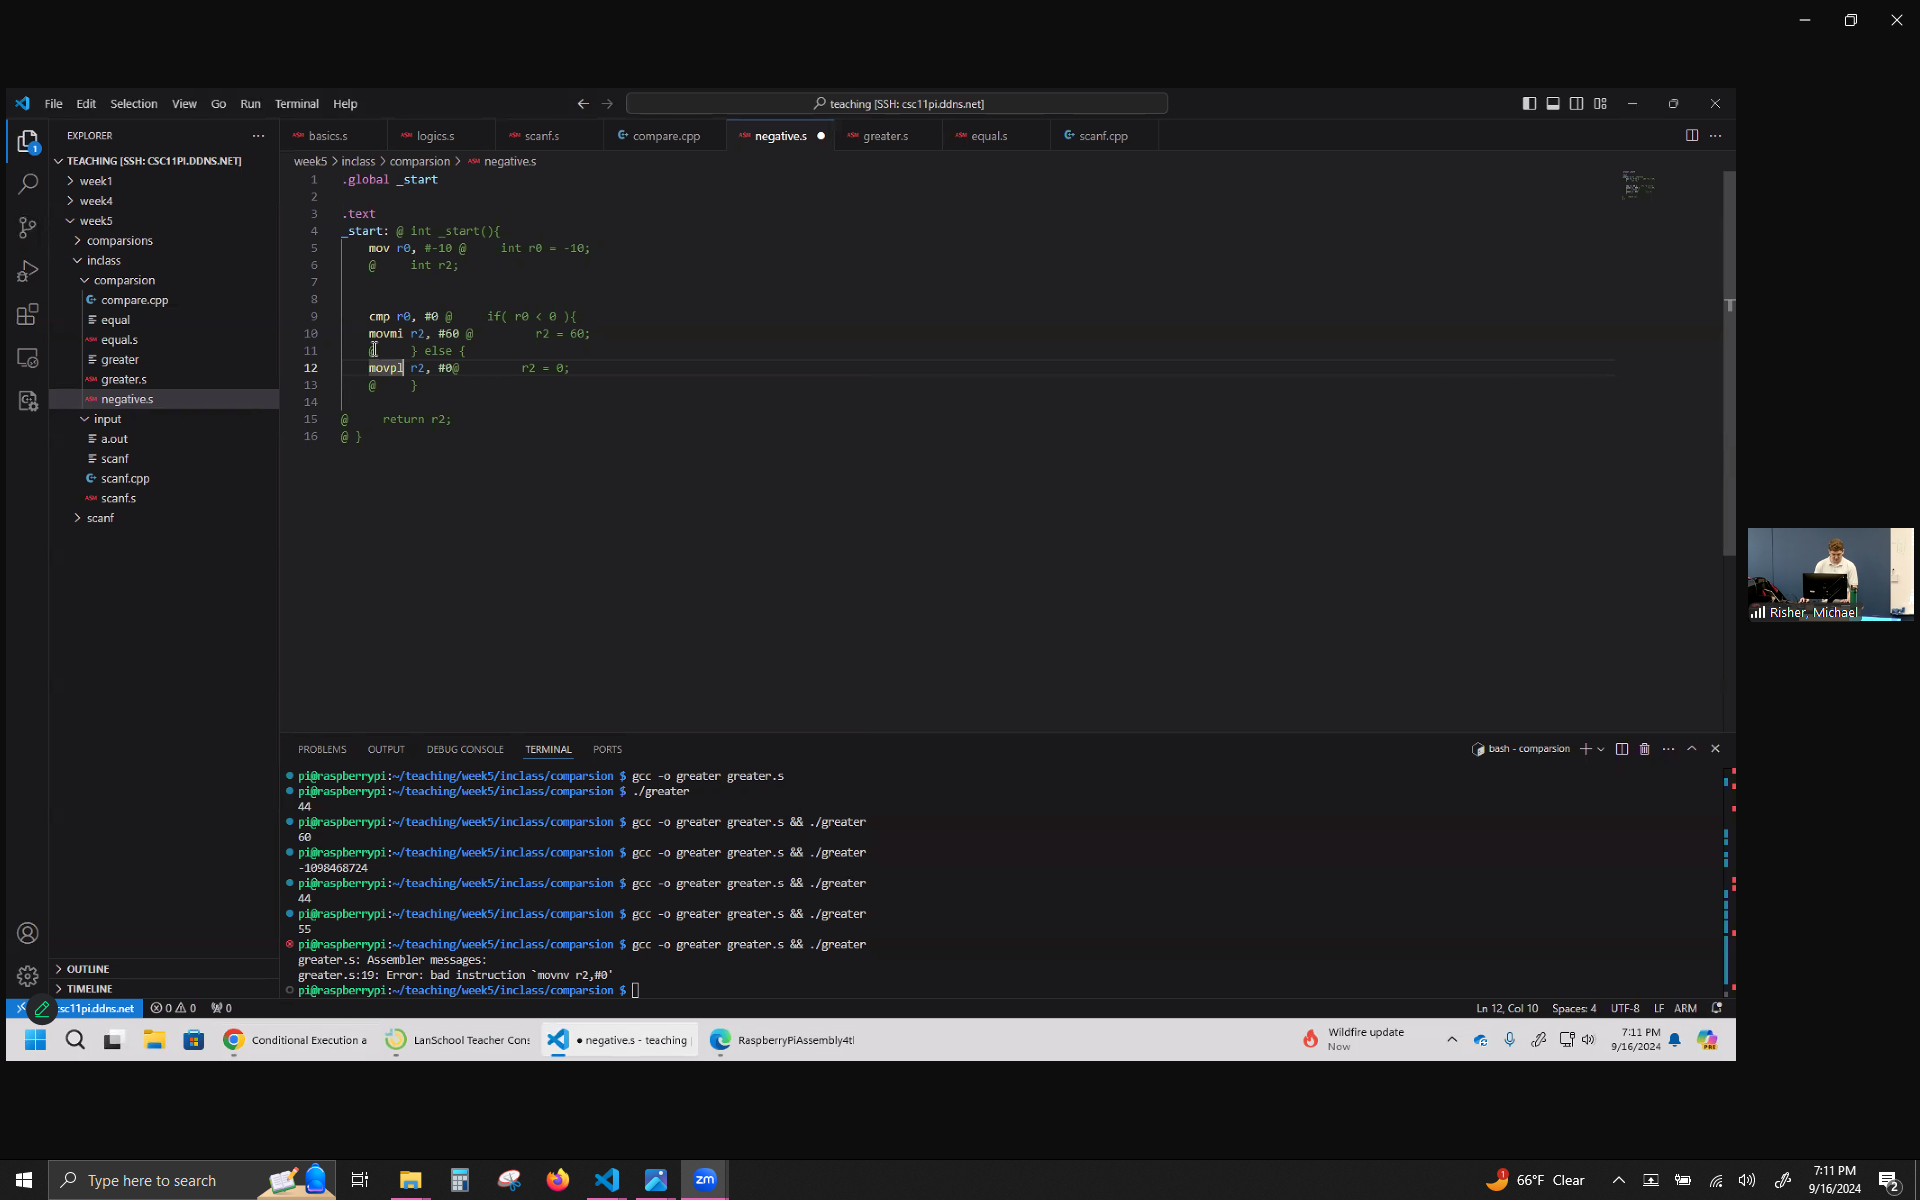 File Edit Selection View Go Run Terminal Help
teaching [SSH: csc11pi.ddns.net]
EXPLORER
basics.s logics.s scanf.s compare.cpp negative.s greater.s equal.s scanf.cpp
TEACHING [SSH: CSC11PI.DDNS.NET]
week1
week4
week5
comparsions
inclass
comparsion
compare.cpp
equal
equal.s
greater
greater.s
negative.s
input
a.out
scanf
scanf.cpp
scanf.s
scanf
OUTLINE
TIMELINE
week5 > inclass > comparsion > negative.s
1 .global _start
2
3 .text
4 _start: @ int _start(){
5 mov r0, #-10 @ int r0 = -10;
6 @ int r2;
7
8
9 cmp r0, #0 @ if( r0 < 0 ){
10 movmi r2, #60 @ r2 = 60;
11 @ } else {
12 movpl r2, #0@ r2 = 0;
13 @ }
14
15 @ return r2;
16 @ }
PROBLEMS OUTPUT DEBUG CONSOLE TERMINAL PORTS
bash - comparsion
pi@raspberrypi:~/teaching/week5/inclass/comparsion $ gcc -o greater greater.s
pi@raspberrypi:~/teaching/week5/inclass/comparsion $ ./greater
44
pi@raspberrypi:~/teaching/week5/inclass/comparsion $ gcc -o greater greater.s && ./greater
60
pi@raspberrypi:~/teaching/week5/inclass/comparsion $ gcc -o greater greater.s && ./greater
-1098468724
pi@raspberrypi:~/teaching/week5/inclass/comparsion $ gcc -o greater greater.s && ./greater
44
pi@raspberrypi:~/teaching/week5/inclass/comparsion $ gcc -o greater greater.s && ./greater
55
pi@raspberrypi:~/teaching/week5/inclass/comparsion $ gcc -o greater greater.s && ./greater
greater.s: Assembler messages:
greater.s:19: Error: bad instruction `movnv r2,#0'
pi@raspberrypi:~/teaching/week5/inclass/comparsion $
csc11pi.ddns.net 0 0 0
Ln 12, Col 10 Spaces: 4 UTF-8 LF ARM
Conditional Execution a LanSchool Teacher Cons negative.s - teaching RaspberryPiAssembly4tl
Wildfire update
Now
7:11 PM
9/16/2024
Risher, Michael
Type here to search
66°F Clear
7:11 PM
9/16/2024